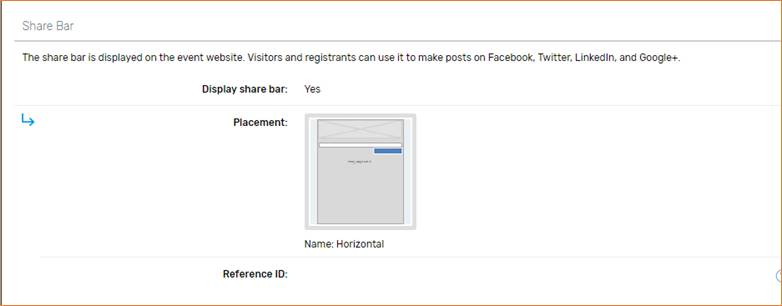 Share Bar
The share bar is displayed on the event website. Visitors and registrants can use it to make posts on Facebook, Twitter, LinkedIn, and Google+.
Display share bar: Yes
Placement:
Name: Horizontal
Reference ID: